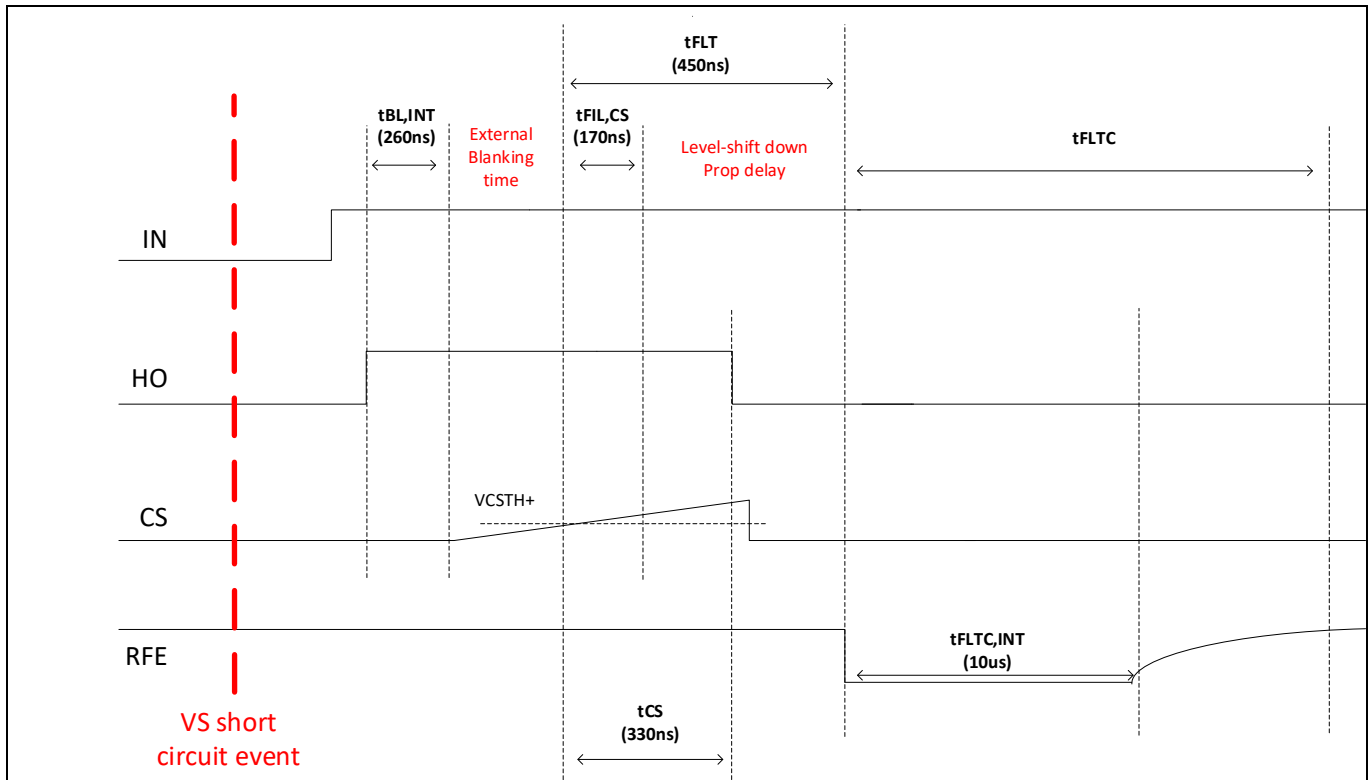 tFLT
(450ns)
tBL,INT
(260ns)
External
Blanking
time
tFIL,CS
(170ns)
Level-shift down
Prop delay
tFLTC
IN
HO
VCSTH+
CS
RFE
tFLTC,INT
(10us)
VS short
circuit event
tCS
(330ns)